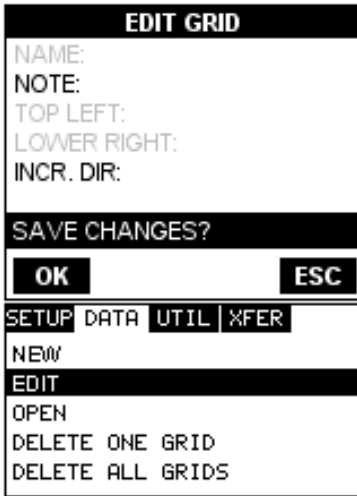 EDIT GRID
NAME:
NOTE:
TOP LEFT:
LOWER RIGHT:
INCR. DIR:
SAVE CHANGES?
OK ESC
SETUP DATA UTIL XFER
NEW
EDIT
OPEN
DELETE ONE GRID
DELETE ALL GRIDS